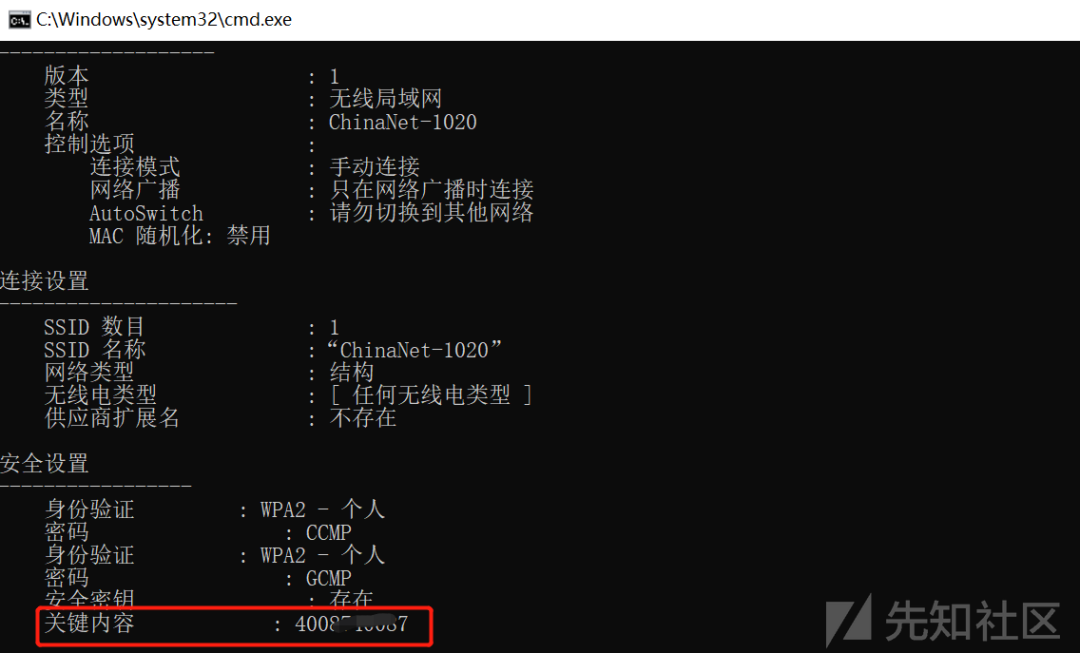 C:\Windows\system32\cmd.exe
-------------------
版本 : 1
类型 : 无线局域网
名称 : ChinaNet-1020
控制选项 :
连接模式 : 手动连接
网络广播 : 只在网络广播时连接
AutoSwitch : 请勿切换到其他网络
MAC 随机化: 禁用
连接设置
---------------------
SSID 数目 : 1
SSID 名称 :“ChinaNet-1020”
网络类型 : 结构
无线电类型 : [ 任何无线电类型 ]
供应商扩展名 : 不存在
安全设置
-----------------
身份验证 : WPA2 - 个人
密码 : CCMP
身份验证 : WPA2 - 个人
密码 : GCMP
安全密钥 : 存在
关键内容 :
先知社区